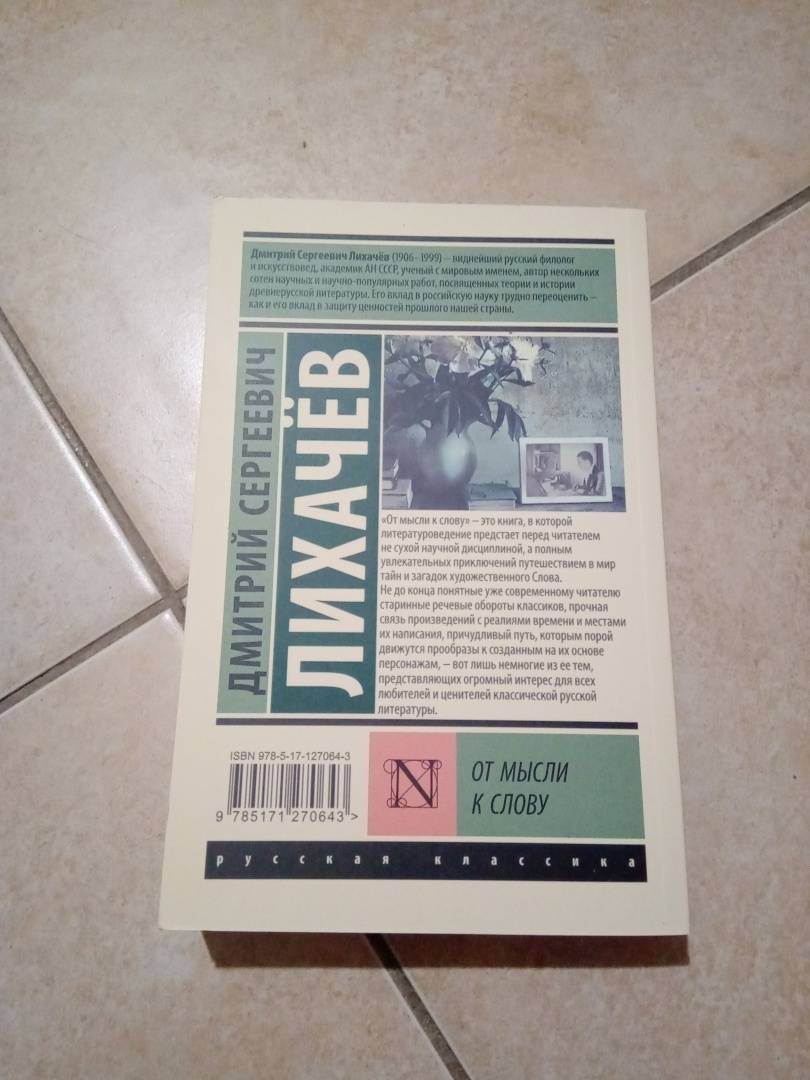 Дмитрий Сергеевич Лихачёв (1906–1999) – виднейший русский филолог
и искусствовед, академик АН СССР, ученый с мировым именем, автор нескольких
сотен научных и научно-популярных работ, посвященных теории и истории
древнерусской литературы. Его вклад в российскую науку трудно переоценить –
как и его вклад в защиту ценностей прошлого нашей страны.
ДМИТРИЙ СЕРГЕЕВИЧ
ЛИХАЧЁВ
«От мысли к слову» – это книга, в которой
литературоведение предстает перед читателем
не сухой научной дисциплиной, а полным
увлекательных приключений путешествием в мир
тайн и загадок художественного Слова.
Не до конца понятные уже современному читателю
старинные речевые обороты классиков, прочная
связь произведений с реалиями времени и местами
их написания, причудливый путь, которым порой
движутся прообразы к созданным на их основе
персонажам, – вот лишь немногие из ее тем,
представляющих огромный интерес для всех
любителей и ценителей классической русской
литературы.
ISBN 978-5-17-127064-3
9 785171 270643 >
N
ОТ МЫСЛИ
К СЛОВУ
русская классика